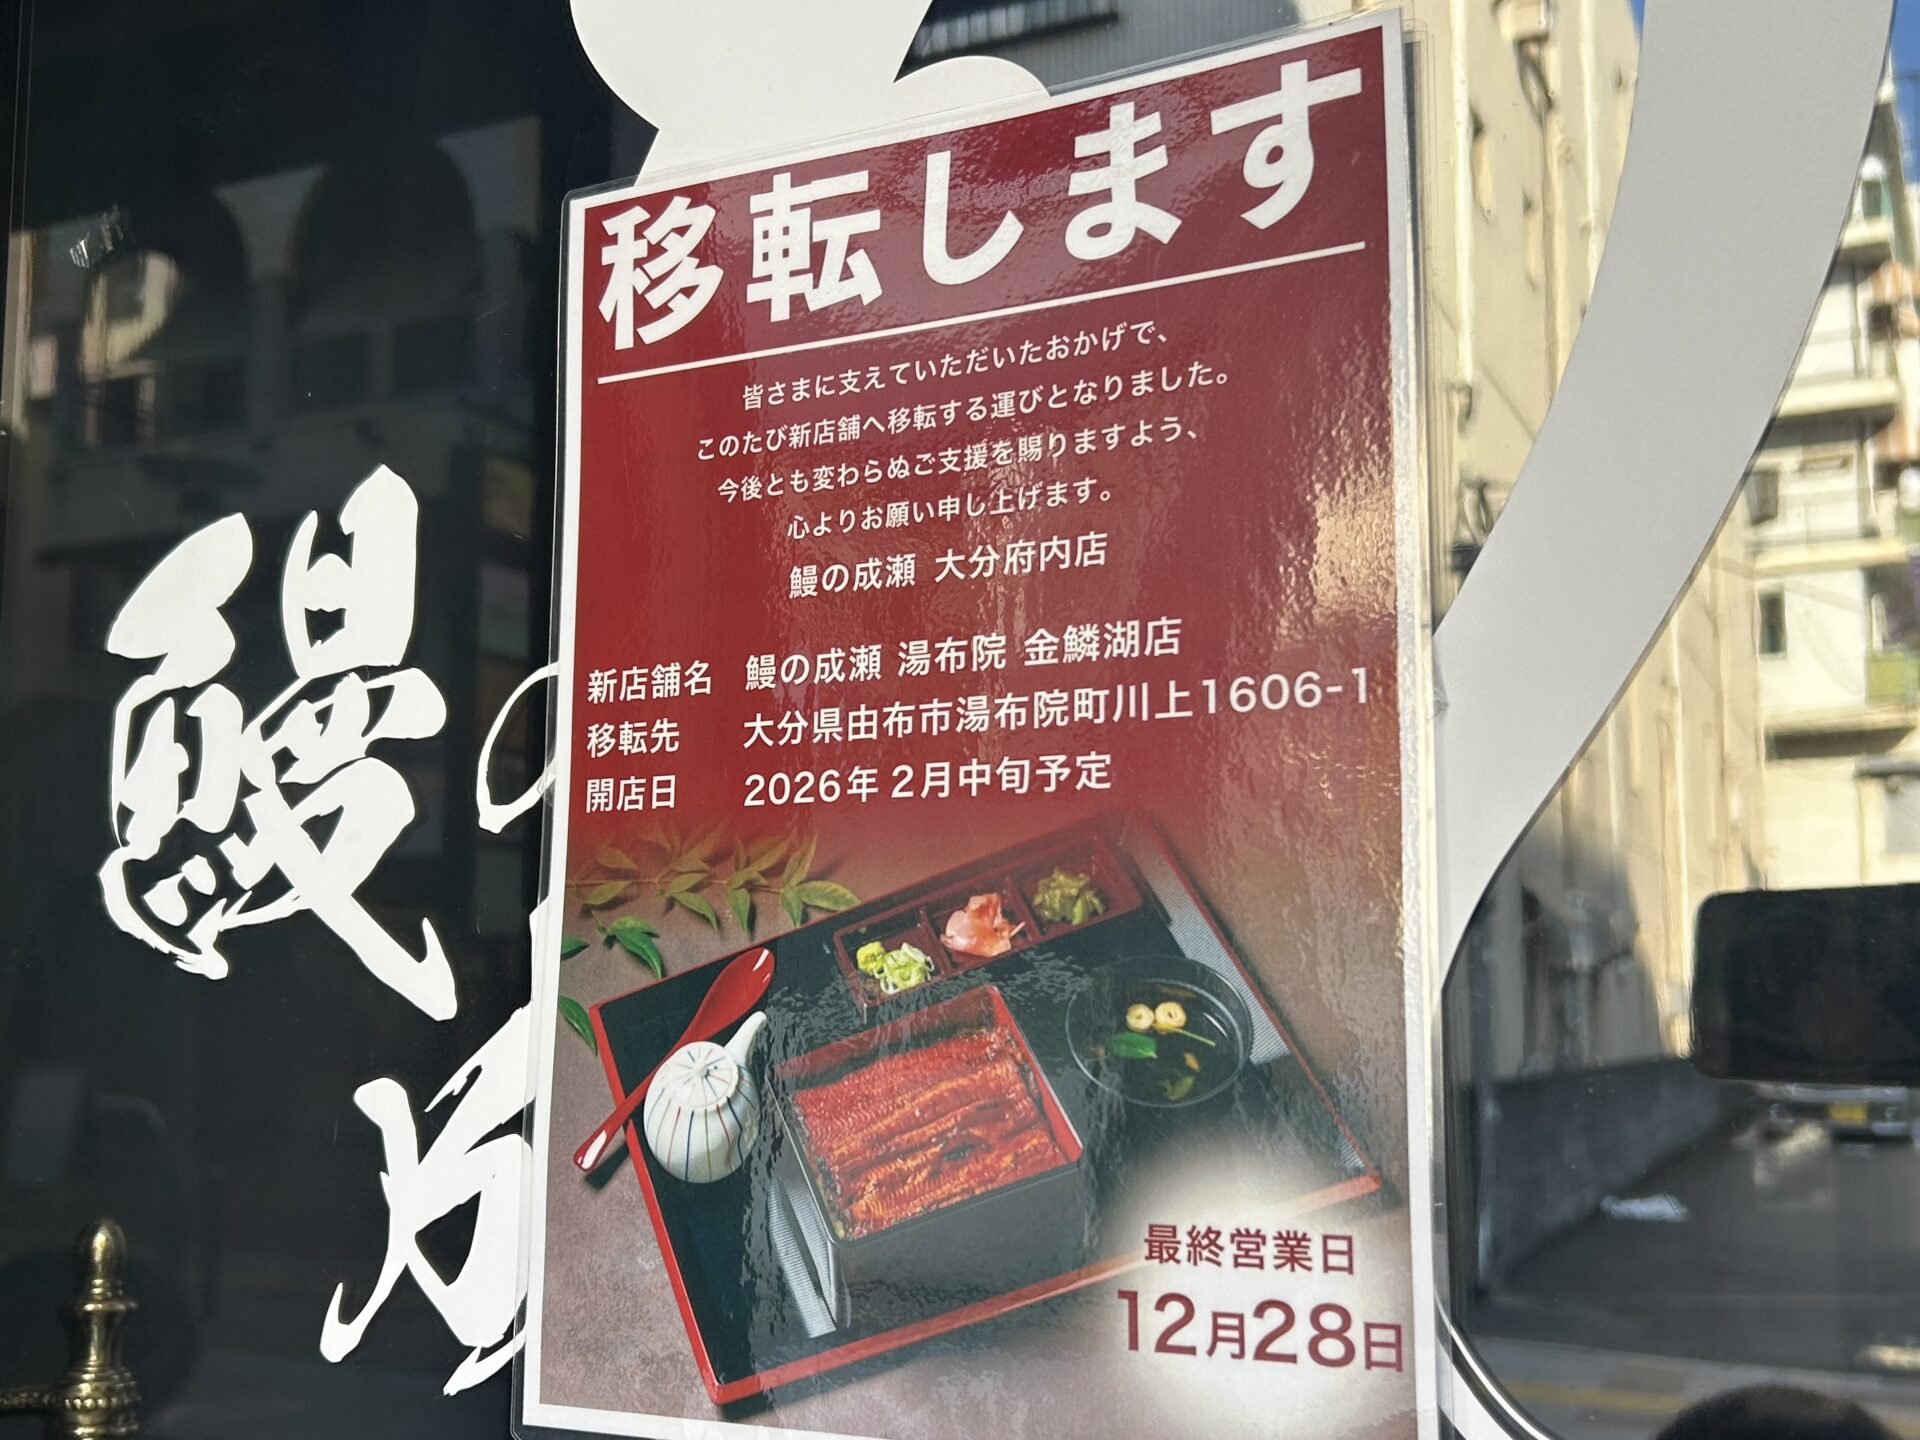 移転します
皆さまに支えていただいたおかげで、
このたび新店舗へ移転する運びとなりました。
今後とも変わらぬご支援を賜りますよう、
心よりお願い申し上げます。
鰻の成瀬 大分府内店
新店舗名 鰻の成瀬 湯布院 金鱗湖店
移転先 大分県由布市湯布院町川上1606-1
開店日 2026年2月中旬予定
最終営業日
12月28日
鰻の